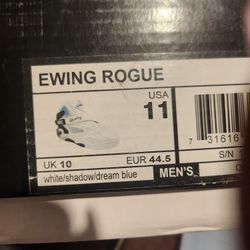 EWING ROGUE
USA
11
7 31616
UK 10
EUR 44.5
S/N
white/shadow/dream blue
MEN'S